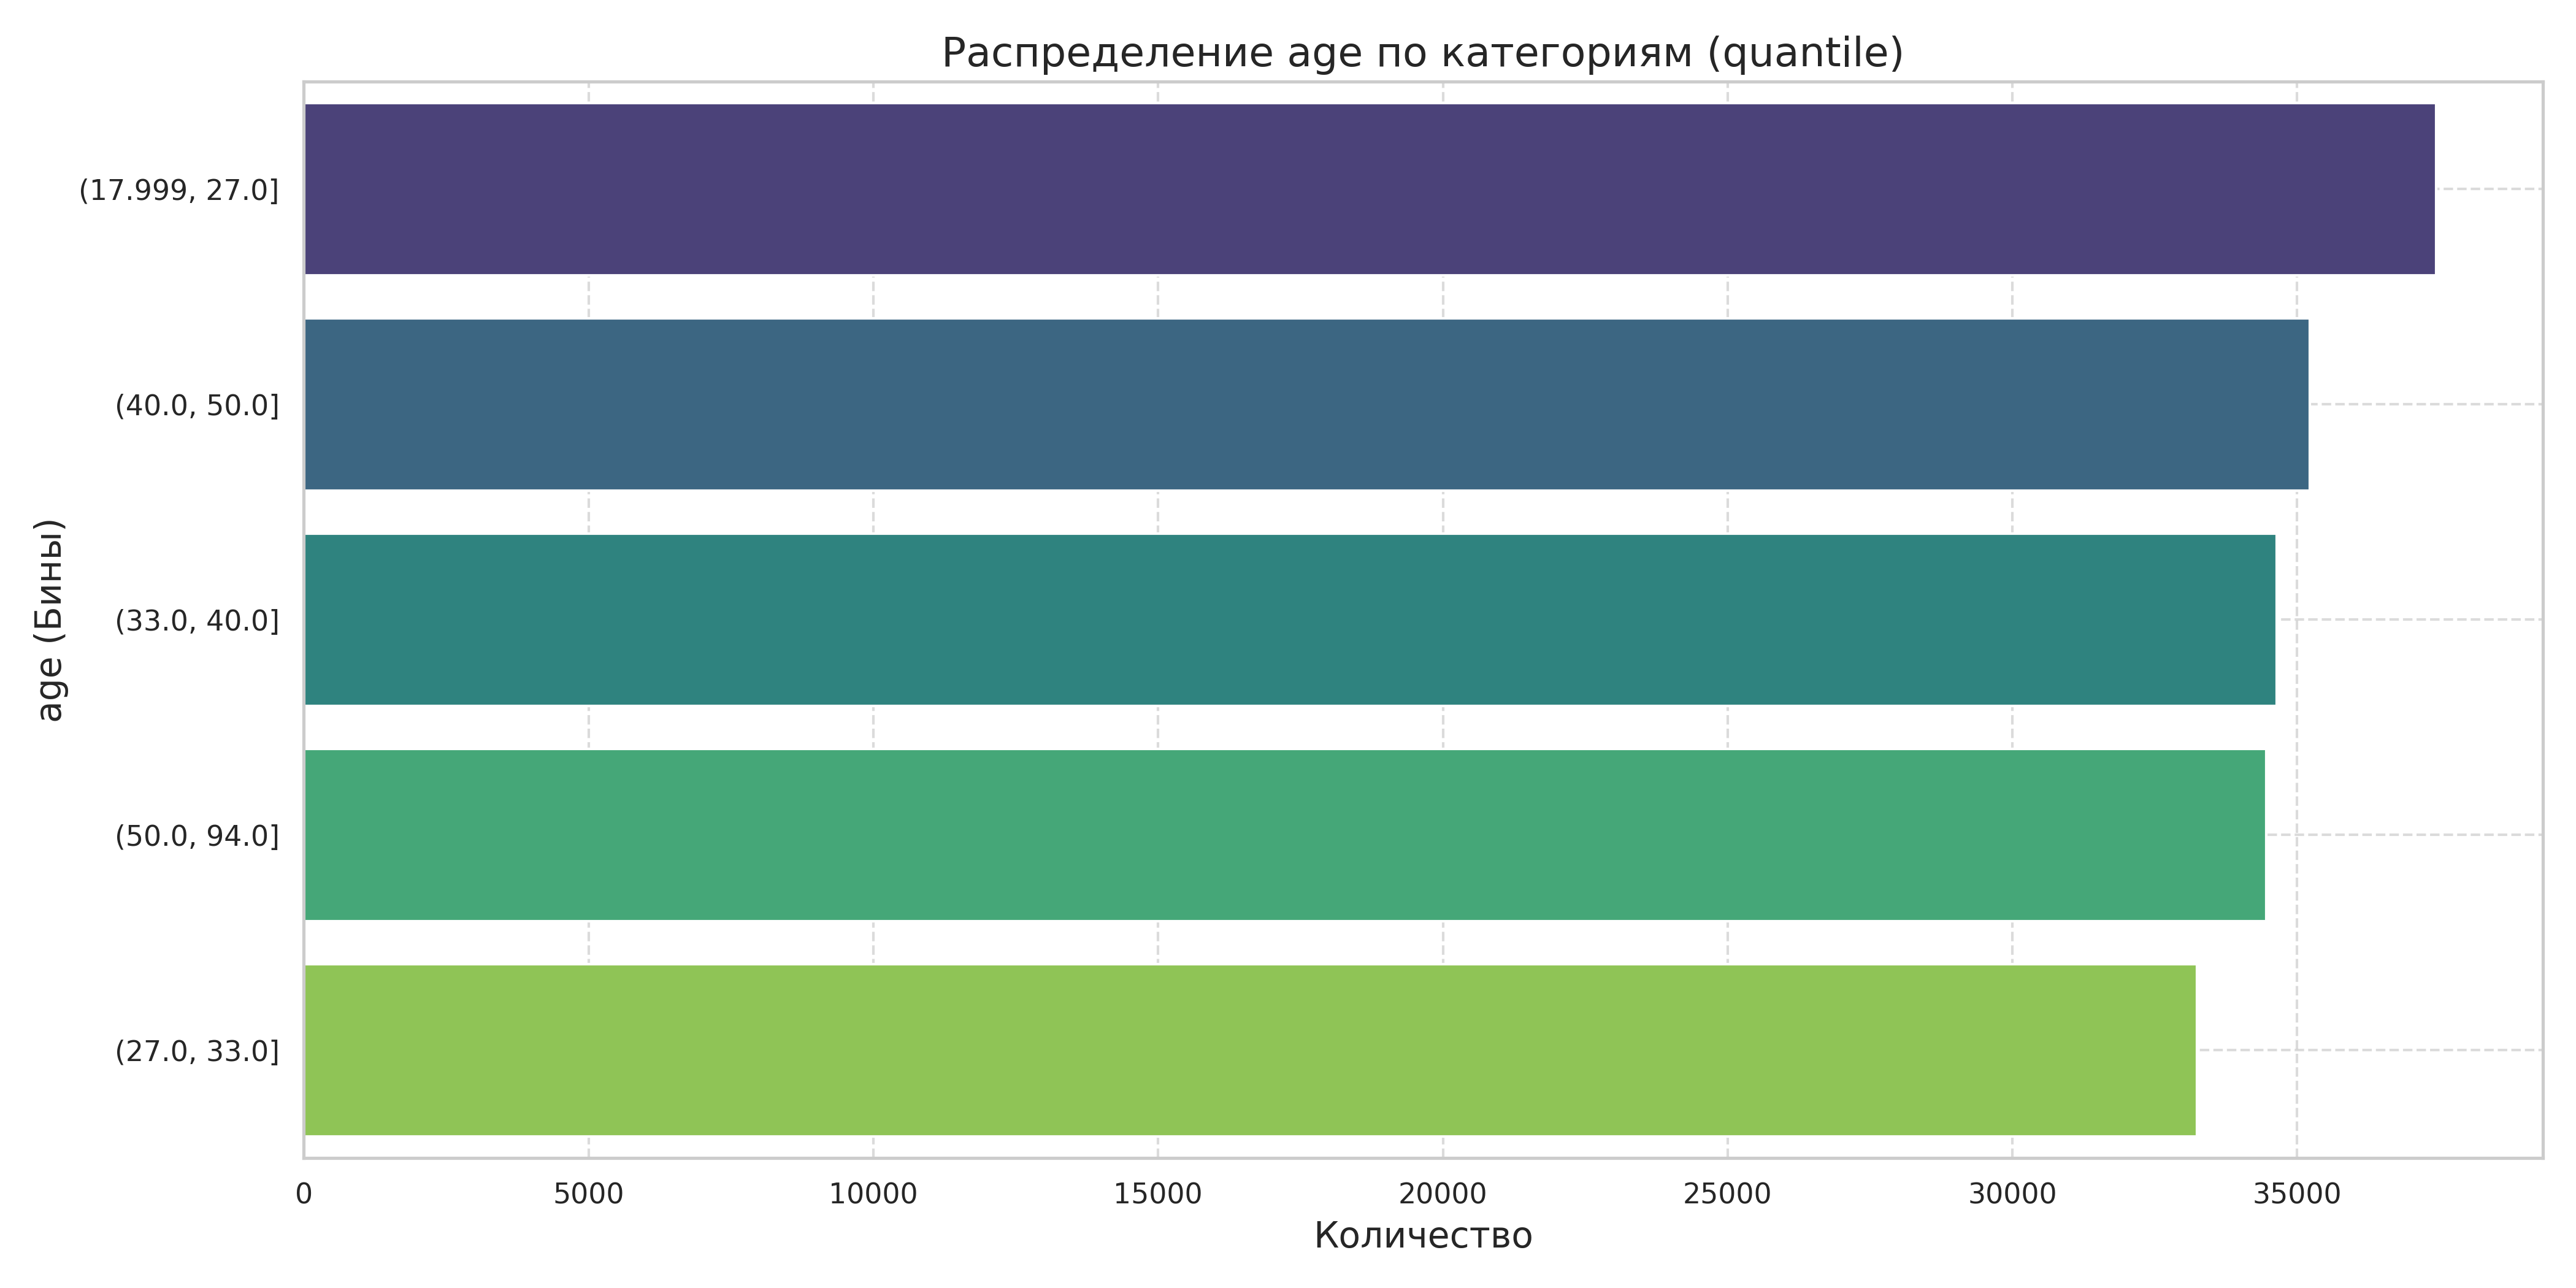 Распределение age по категориям (quantile)
age (Бины)
(17.999, 27.0]
(40.0, 50.0]
(33.0, 40.0]
(50.0, 94.0]
(27.0, 33.0]
0 5000 10000 15000 20000 25000 30000 35000
Количество